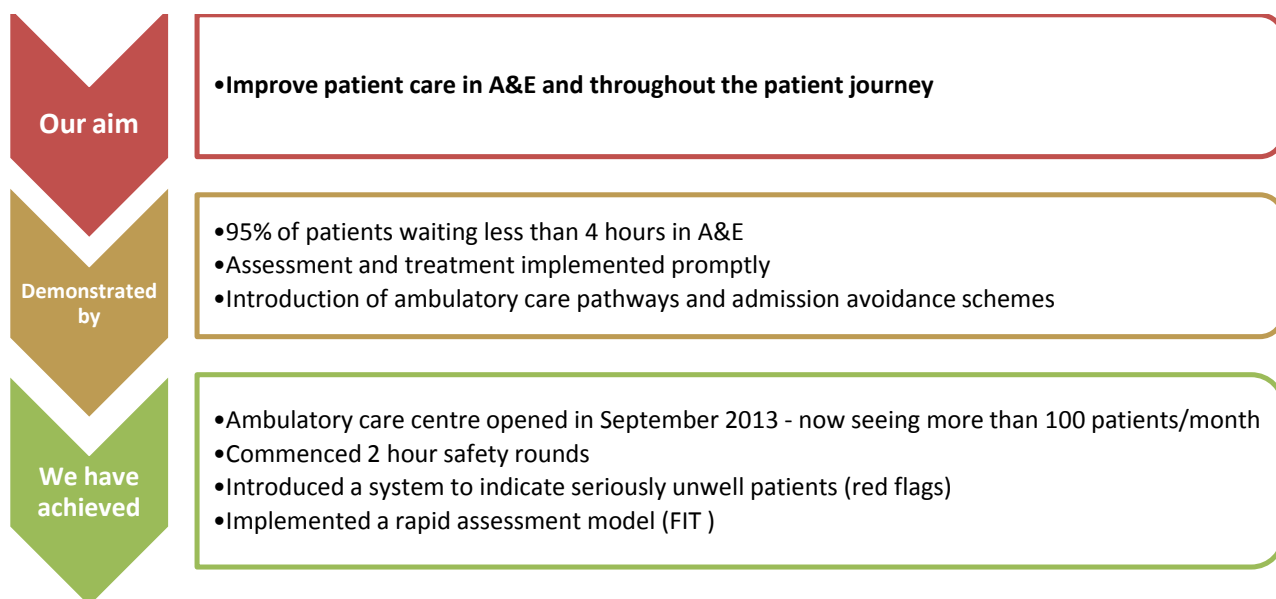 Our aim
•Improve patient care in A&E and throughout the patient journey
Demonstrated
by
•95% of patients waiting less than 4 hours in A&E
•Assessment and treatment implemented promptly
•Introduction of ambulatory care pathways and admission avoidance schemes
We have
achieved
•Ambulatory care centre opened in September 2013 - now seeing more than 100 patients/month
•Commenced 2 hour safety rounds
•Introduced a system to indicate seriously unwell patients (red flags)
•Implemented a rapid assessment model (FIT )